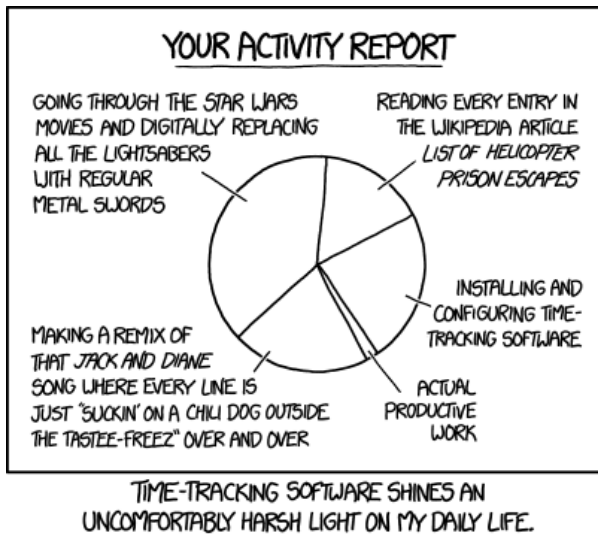 YOUR ACTIVITY REPORT
GOING THROUGH THE STAR WARS
MOVIES AND DIGITALLY REPLACING
ALL THE LIGHTSABERS
WITH REGULAR
METAL SWORDS
READING EVERY ENTRY IN
THE WIKIPEDIA ARTICLE
LIST OF HELICOPTER
PRISON ESCAPES
INSTALLING AND
CONFIGURING TIME-
TRACKING SOFTWARE
MAKING A REMIX OF
THAT JACK AND DIANE
SONG WHERE EVERY LINE IS
JUST "SUCKIN' ON A CHILI DOG OUTSIDE
THE TASTEE-FREEZ" OVER AND OVER
ACTUAL
PRODUCTIVE
WORK
TIME-TRACKING SOFTWARE SHINES AN
UNCOMFORTABLY HARSH LIGHT ON MY DAILY LIFE.